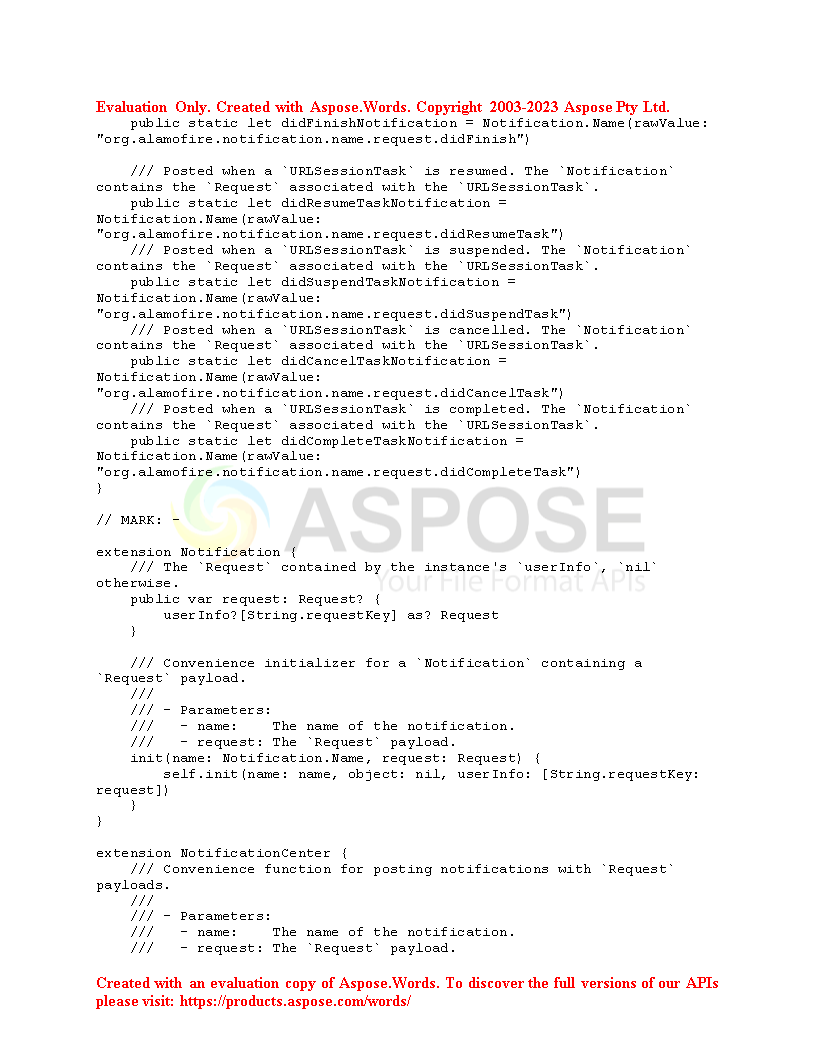 Evaluation Only. Created with Aspose.Words. Copyright 2003-2023 Aspose Pty Ltd.
    public static let didFinishNotification = Notification.Name(rawValue:
"org.alamofire.notification.name.request.didFinish")

    /// Posted when a `URLSessionTask` is resumed. The `Notification`
contains the `Request` associated with the `URLSessionTask`.
    public static let didResumeTaskNotification =
Notification.Name(rawValue:
"org.alamofire.notification.name.request.didResumeTask")
    /// Posted when a `URLSessionTask` is suspended. The `Notification`
contains the `Request` associated with the `URLSessionTask`.
    public static let didSuspendTaskNotification =
Notification.Name(rawValue:
"org.alamofire.notification.name.request.didSuspendTask")
    /// Posted when a `URLSessionTask` is cancelled. The `Notification`
contains the `Request` associated with the `URLSessionTask`.
    public static let didCancelTaskNotification =
Notification.Name(rawValue:
"org.alamofire.notification.name.request.didCancelTask")
    /// Posted when a `URLSessionTask` is completed. The `Notification`
contains the `Request` associated with the `URLSessionTask`.
    public static let didCompleteTaskNotification =
Notification.Name(rawValue:
"org.alamofire.notification.name.request.didCompleteTask")
}

ASPOSE
// MARK: -

extension Notification {
    /// The `Request` contained by the instance's `userInfo`, `nil`
otherwise.
Your File Format APIs
    public var request: Request? {
        userInfo?[String.requestKey] as? Request
    }

    /// Convenience initializer for a `Notification` containing a
`Request` payload.
    ///
    /// - Parameters:
    ///   - name:    The name of the notification.
    ///   - request: The `Request` payload.
    init(name: Notification.Name, request: Request) {
        self.init(name: name, object: nil, userInfo: [String.requestKey:
request])
    }
}

extension NotificationCenter {
    /// Convenience function for posting notifications with `Request`
payloads.
    ///
    /// - Parameters:
    ///   - name:    The name of the notification.
    ///   - request: The `Request` payload.

Created with an evaluation copy of Aspose.Words. To discover the full versions of our APIs
please visit: https://products.aspose.com/words/